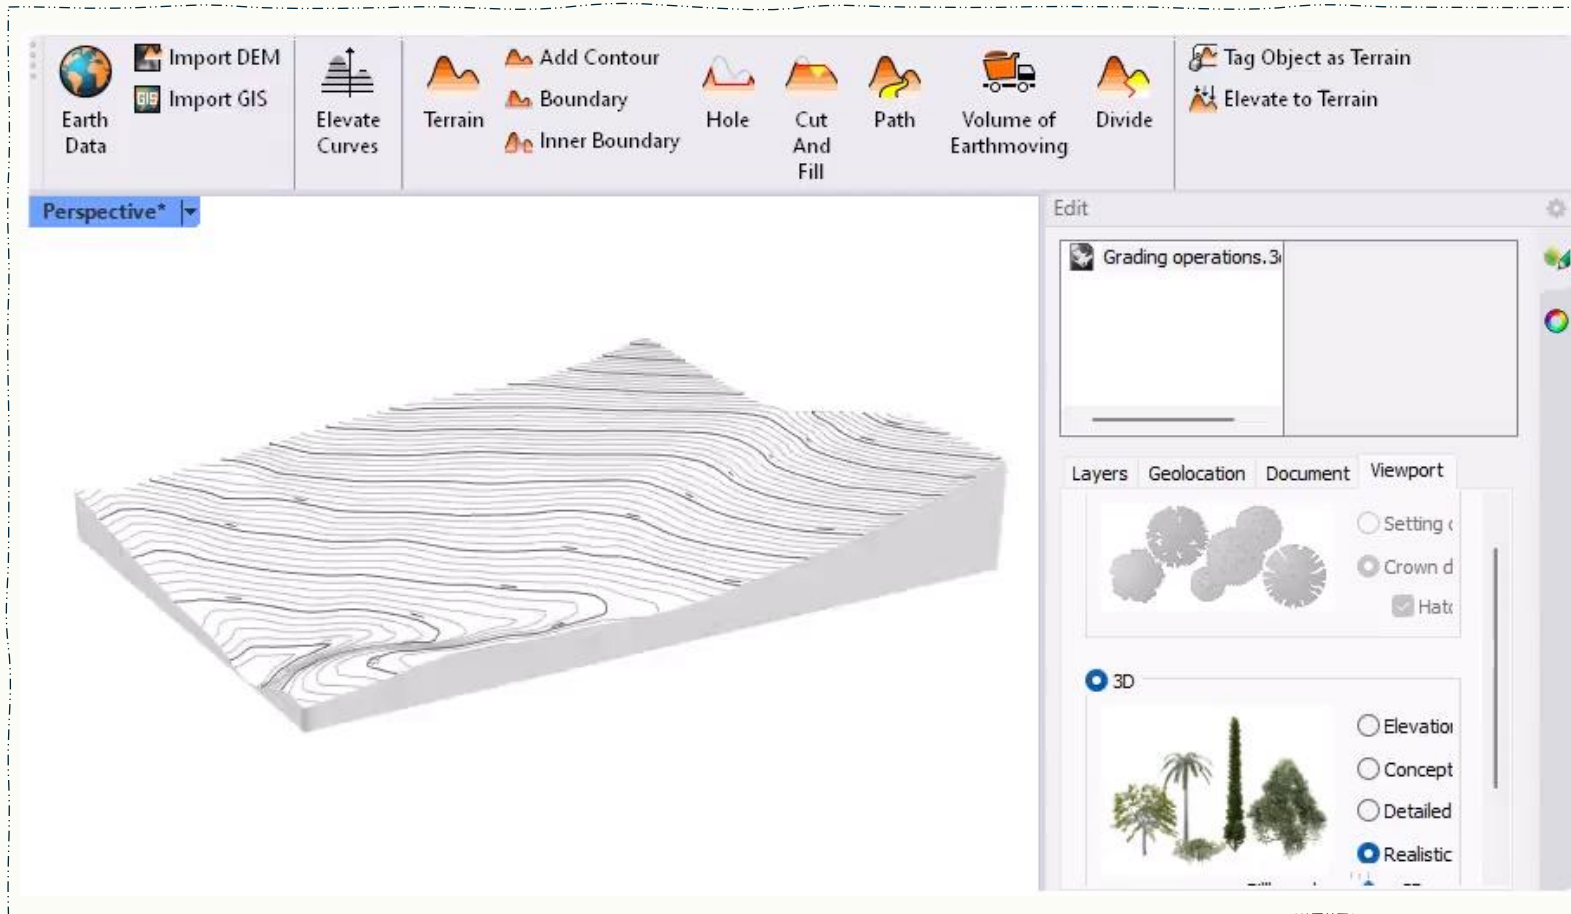 Import DEM
Import GIS
Earth
Data
Elevate
Curves
Terrain
Add Contour
Boundary
Inner Boundary
Hole
Cut
And
Fill
Path
Volume of
Earthmoving
Divide
Tag Object as Terrain
Elevate to Terrain
Perspective*
Edit
Grading operations.3
Layers Geolocation Document Viewport
Setting
Crown d
Hat
3D
Elevation
Concept
Detailed
Realistic